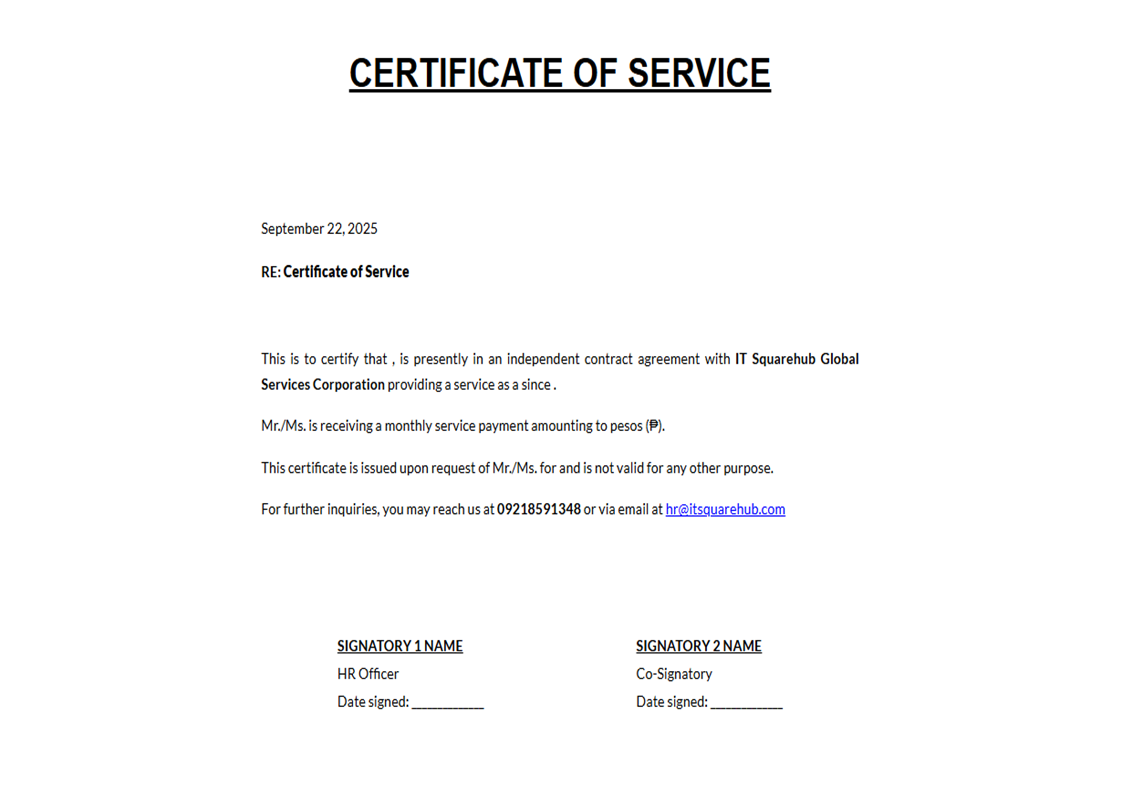 CERTIFICATE OF SERVICE
September 22, 2025
RE: Certificate of Service
This is to certify that , is presently in an independent contract agreement with IT Squarehub Global
Services Corporation providing a service as a since .
Mr./Ms. is receiving a monthly service payment amounting to pesos (₱).
This certificate is issued upon request of Mr./Ms. for and is not valid for any other purpose.
For further inquiries, you may reach us at 09218591348 or via email at hr@itsquarehub.com
SIGNATORY 1 NAME
HR Officer
Date signed: _____________
SIGNATORY 2 NAME
Co-Signatory
Date signed: _____________